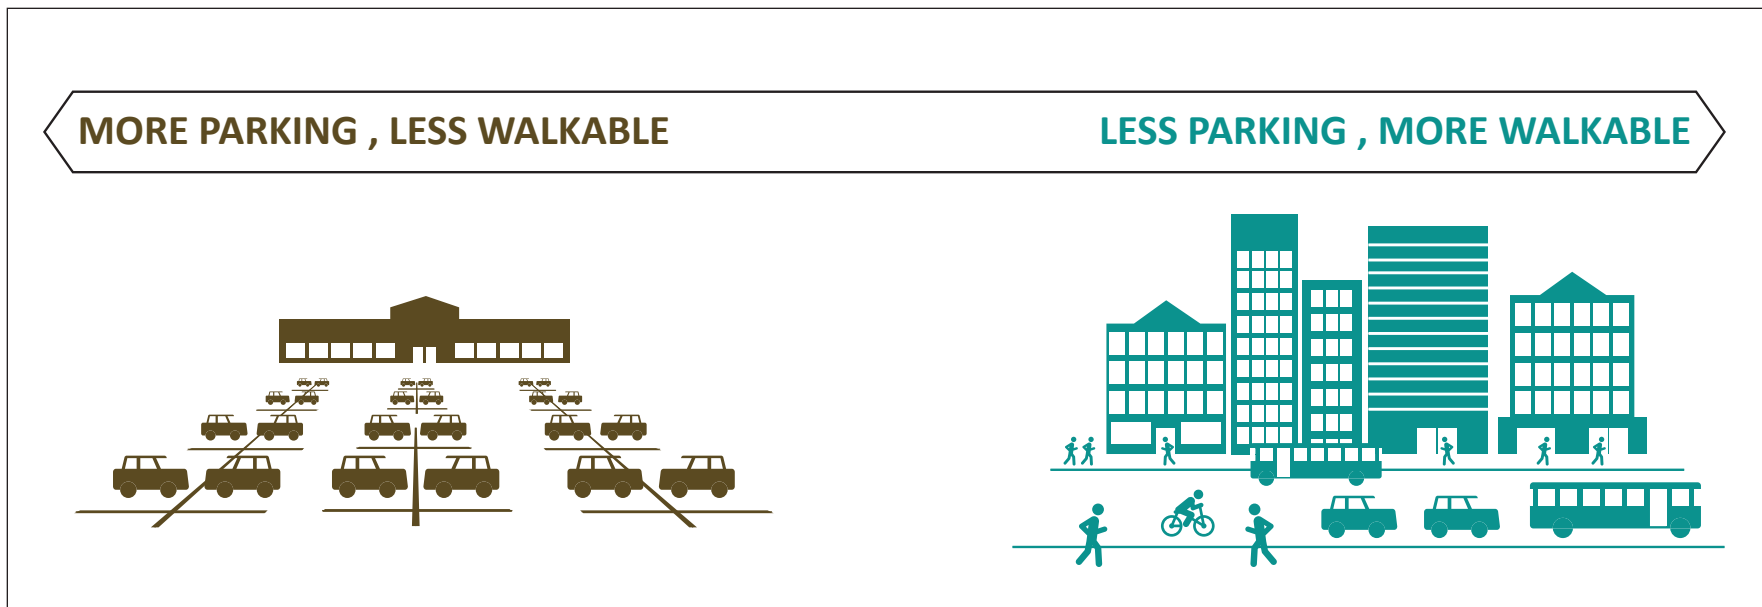 MORE PARKING , LESS WALKABLE
LESS PARKING , MORE WALKABLE